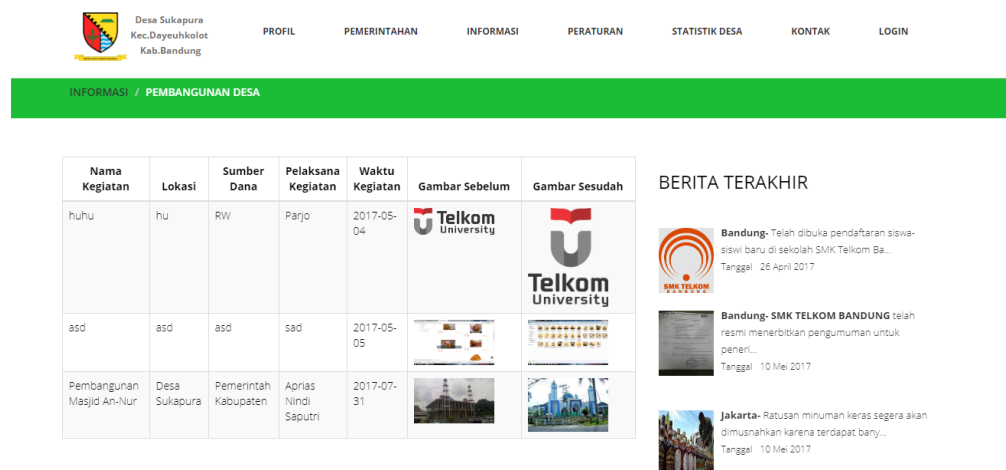 Desa Sukapura
Kec.Dayeuhkolot
Kab.Bandung
PROFIL PEMERINTAHAN INFORMASI PERATURAN STATISTIK DESA KONTAK LOGIN
INFORMASI / PEMBANGUNAN DESA
Nama Kegiatan Lokasi Sumber Dana Pelaksana Kegiatan Waktu Kegiatan Gambar Sebelum Gambar Sesudah
huhu hu RW Parjo 2017-05-04
Telkom
University
Telkom
University
asd asd asd sad 2017-05-05
Pembangunan Masjid An-Nur Desa Sukapura Pemerintah Kabupaten Aprias Nindi Saputri 2017-07-31
BERITA TERAKHIR
SMK TELKOM
BANDUNG
Bandung- Telah dibuka pendaftaran siswa-
siswi baru di sekolah SMK Telkom Ba...
Tanggal 26 April 2017
Bandung- SMK TELKOM BANDUNG telah
resmi menerbitkan pengumuman untuk
peneri...
Tanggal 10 Mei 2017
Jakarta- Ratusan minuman keras segera akan
dimusnahkan karena terdapat bany...
Tanggal 10 Mei 2017